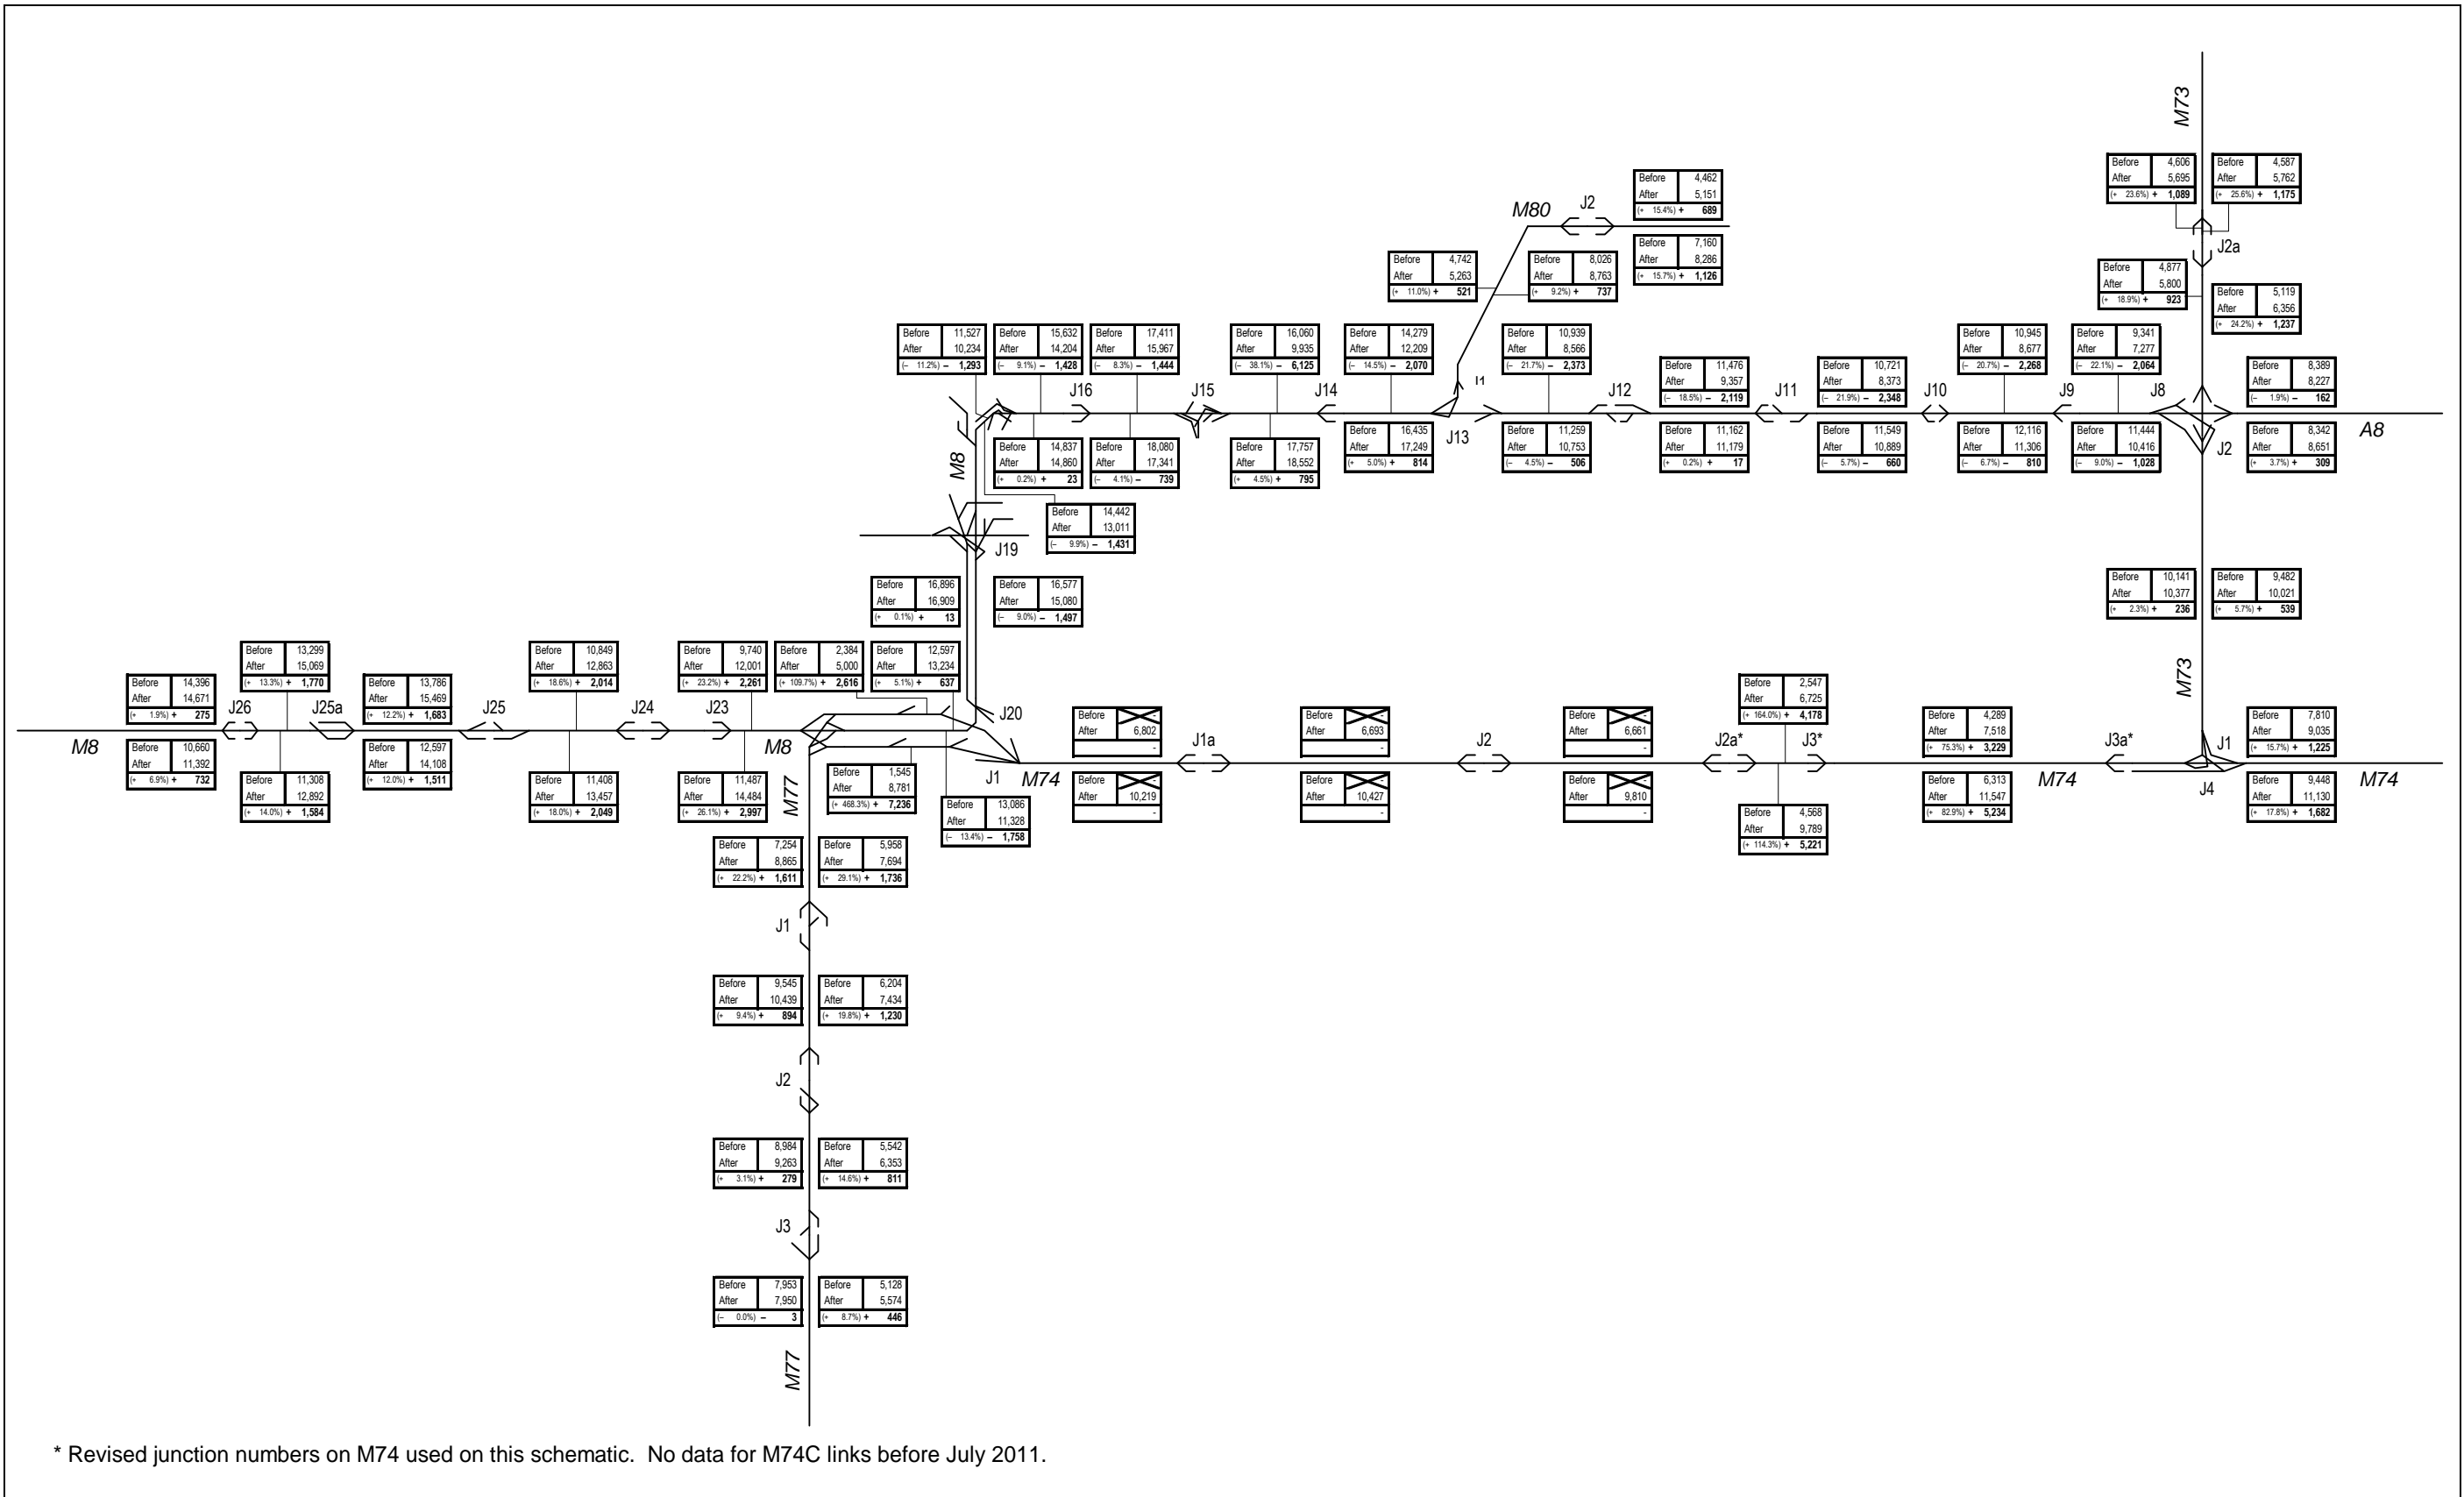 M73
Before 4,606
After 5,695
(+ 23.6%) + 1,089
Before 4,587
After 5,762
(+ 25.6%) + 1,175
J2a
Before 4,877
After 5,800
(+ 18.9%) + 923
Before 5,119
After 6,356
(+ 24.2%) + 1,237
M80
J2
Before 4,462
After 5,151
(+ 15.4%) + 689
Before 7,160
After 8,286
(+ 15.7%) + 1,126
Before 4,742
After 5,263
(+ 11.0%) + 521
Before 8,026
After 8,763
(+ 9.2%) + 737
Before 11,527
After 10,234
(– 11.2%) – 1,293
Before 15,632
After 14,204
(– 9.1%) – 1,428
Before 17,411
After 15,967
(– 8.3%) – 1,444
Before 16,060
After 9,935
(– 38.1%) – 6,125
Before 14,279
After 12,209
(– 14.5%) – 2,070
Before 10,939
After 8,566
(– 21.7%) – 2,373
Before 11,476
After 9,357
(– 18.5%) – 2,119
Before 10,721
After 8,373
(– 21.9%) – 2,348
Before 10,945
After 8,677
(– 20.7%) – 2,268
Before 9,341
After 7,277
(– 22.1%) – 2,064
Before 8,389
After 8,227
(– 1.9%) – 162
J16
J15
J14
J1
J13
J12
J11
J10
J9
J8
J2
A8
M8
Before 14,837
After 14,860
(+ 0.2%) + 23
Before 18,080
After 17,341
(– 4.1%) – 739
Before 17,757
After 18,552
(+ 4.5%) + 795
Before 16,435
After 17,249
(+ 5.0%) + 814
Before 11,259
After 10,753
(– 4.5%) – 506
Before 11,162
After 11,179
(+ 0.2%) + 17
Before 11,549
After 10,889
(– 5.7%) – 660
Before 12,116
After 11,306
(– 6.7%) – 810
Before 11,444
After 10,416
(– 9.0%) – 1,028
Before 8,342
After 8,651
(+ 3.7%) + 309
Before 14,442
After 13,011
(– 9.9%) – 1,431
J19
Before 16,896
After 16,909
(+ 0.1%) + 13
Before 16,577
After 15,080
(– 9.0%) – 1,497
Before 10,141
After 10,377
(+ 2.3%) + 236
Before 9,482
After 10,021
(+ 5.7%) + 539
M73
Before 14,396
After 14,671
(+ 1.9%) + 275
Before 13,299
After 15,069
(+ 13.3%) + 1,770
Before 13,786
After 15,469
(+ 12.2%) + 1,683
Before 10,849
After 12,863
(+ 18.6%) + 2,014
Before 9,740
After 12,001
(+ 23.2%) + 2,261
Before 2,384
After 5,000
(+ 109.7%) + 2,616
Before 12,597
After 13,234
(+ 5.1%) + 637
J26
J25a
J25
J24
J23
J20
M8
M8
Before 10,660
After 11,392
(+ 6.9%) + 732
Before 11,308
After 12,892
(+ 14.0%) + 1,584
Before 12,597
After 14,108
(+ 12.0%) + 1,511
Before 11,408
After 13,457
(+ 18.0%) + 2,049
Before 11,487
After 14,484
(+ 26.1%) + 2,997
M77
Before 1,545
After 8,781
(+ 468.3%) + 7,236
Before 13,086
After 11,328
(– 13.4%) – 1,758
J1
M74
Before -
After 6,802
-
Before -
After 6,693
-
Before -
After 6,661
-
Before 2,547
After 6,725
(+ 164.0%) + 4,178
Before 4,289
After 7,518
(+ 75.3%) + 3,229
Before 7,810
After 9,035
(+ 15.7%) + 1,225
J1a
J2
J2a*
J3*
M74
J3a*
J1
J4
M74
Before -
After 10,219
-
Before -
After 10,427
-
Before -
After 9,810
-
Before 4,568
After 9,789
(+ 114.3%) + 5,221
Before 6,313
After 11,547
(+ 82.9%) + 5,234
Before 9,448
After 11,130
(+ 17.8%) + 1,682
Before 7,254
After 8,865
(+ 22.2%) + 1,611
Before 5,958
After 7,694
(+ 29.1%) + 1,736
J1
Before 9,545
After 10,439
(+ 9.4%) + 894
Before 6,204
After 7,434
(+ 19.8%) + 1,230
J2
Before 8,984
After 9,263
(+ 3.1%) + 279
Before 5,542
After 6,353
(+ 14.6%) + 811
J3
Before 7,953
After 7,950
(– 0.0%) – 3
Before 5,128
After 5,574
(+ 8.7%) + 446
M77
* Revised junction numbers on M74 used on this schematic. No data for M74C links before July 2011.